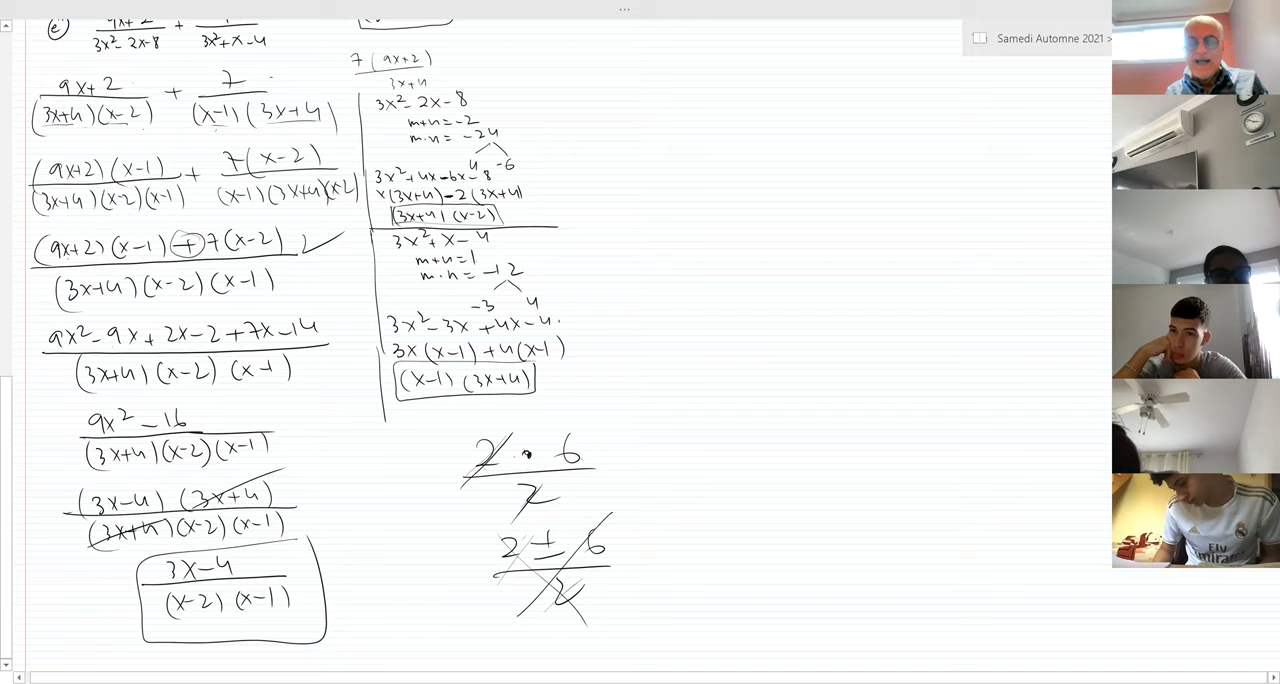 e) 9x+2/3x²-2x-8 + 7/3x²+x-4
9x+2/(3x+4)(x-2) + 7/(x-1)(3x+4)
(9x+2)(x-1)/(3x+4)(x-2)(x-1) + 7(x-2)/(x-1)(3x+4)(x-2)
(9x+2)(x-1)+7(x-2)/(3x+4)(x-2)(x-1)
9x²-9x+2x-2+7x-14/(3x+4)(x-2)(x-1)
9x²-16/(3x+4)(x-2)(x-1)
(3x-4)(3x+4)/(3x+4)(x-2)(x-1)
3x-4/(x-2)(x-1)
7(9x+2)/3x+4
3x²-2x-8
m+n=-2
m·n=-24
4 -6
3x²+4x-6x-8
x(3x+4)-2(3x+4)
(3x+4)(x-2)
3x²+x-4
m+n=1
m·n=-12
-3 4
3x²-3x+4x-4
3x(x-1)+4(x-1)
(x-1)(3x+4)
2·6/2
2±6/2
Samedi Automne 2021 >
Fly
Emirates